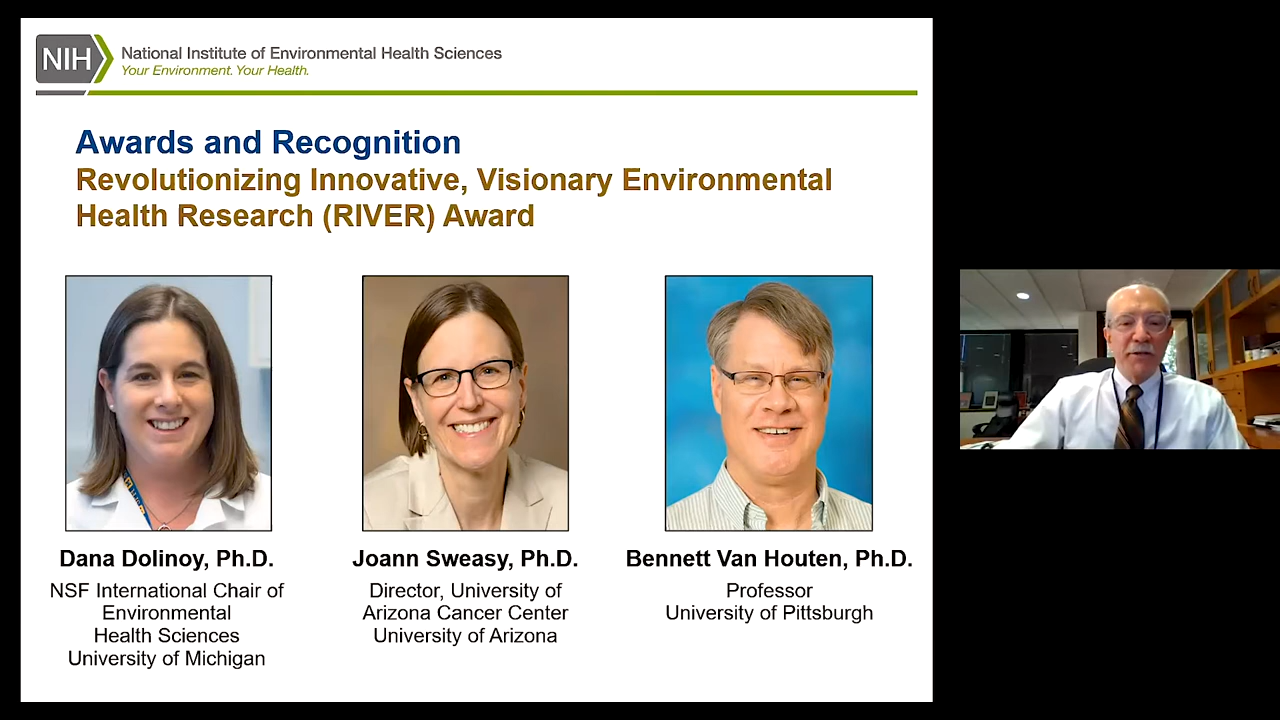 NIH
National Institute of Environmental Health Sciences
Your Environment. Your Health.
Awards and Recognition
Revolutionizing Innovative, Visionary Environmental
Health Research (RIVER) Award
Dana Dolinoy, Ph.D.
NSF International Chair of
Environmental
Health Sciences
University of Michigan
Joann Sweasy, Ph.D.
Director, University of
Arizona Cancer Center
University of Arizona
Bennett Van Houten, Ph.D.
Professor
University of Pittsburgh